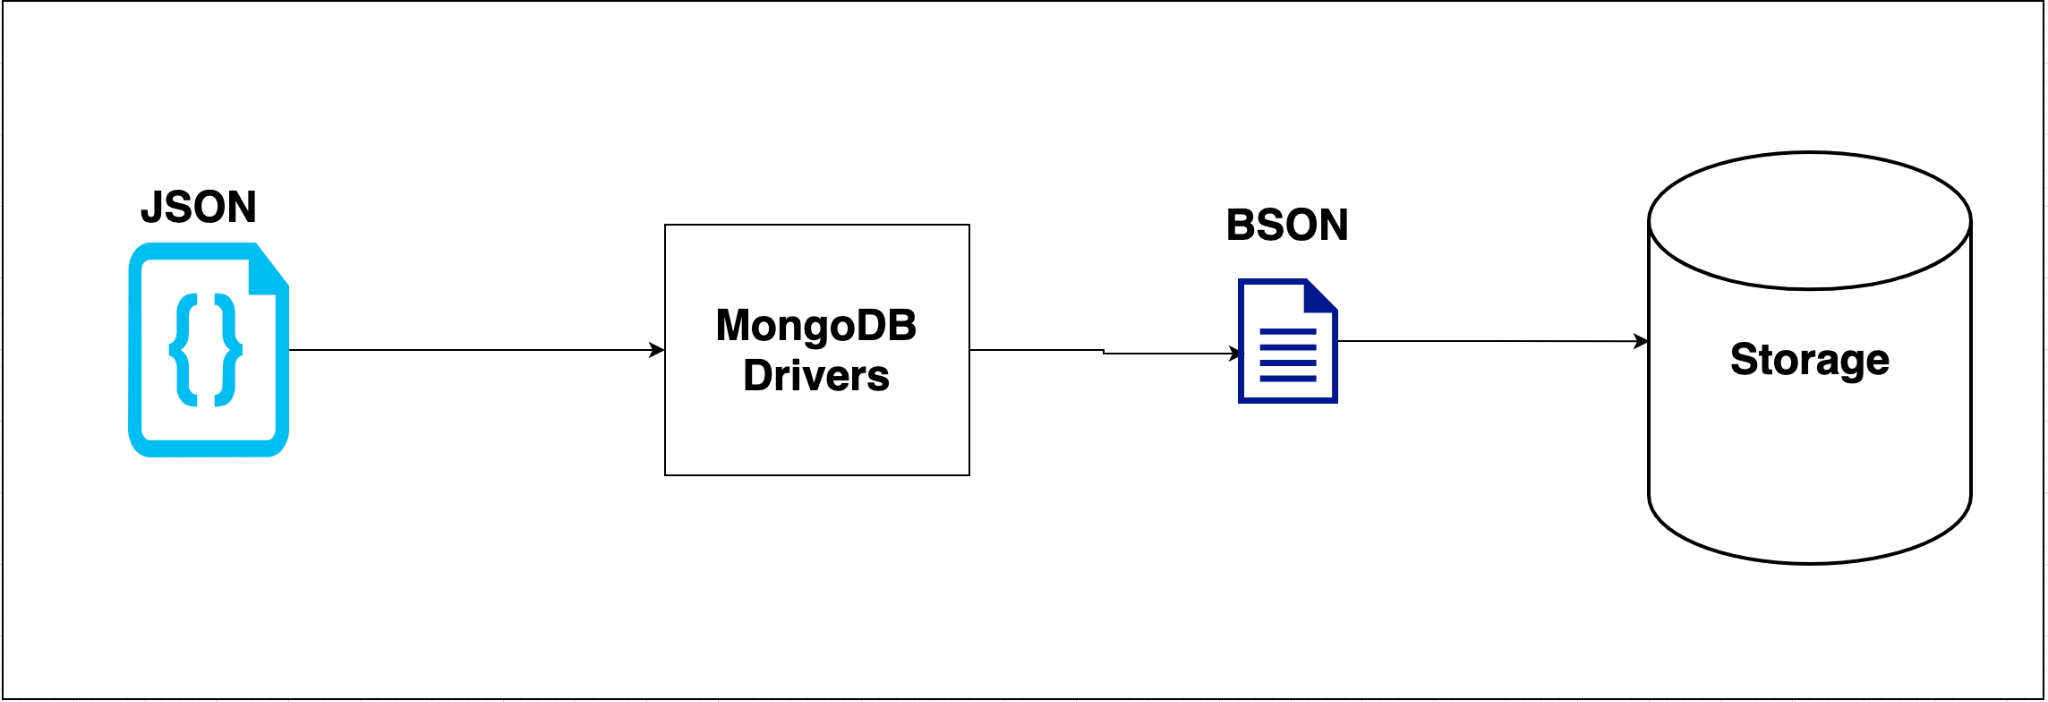 JSON
{}
MongoDB
Drivers
BSON
Storage